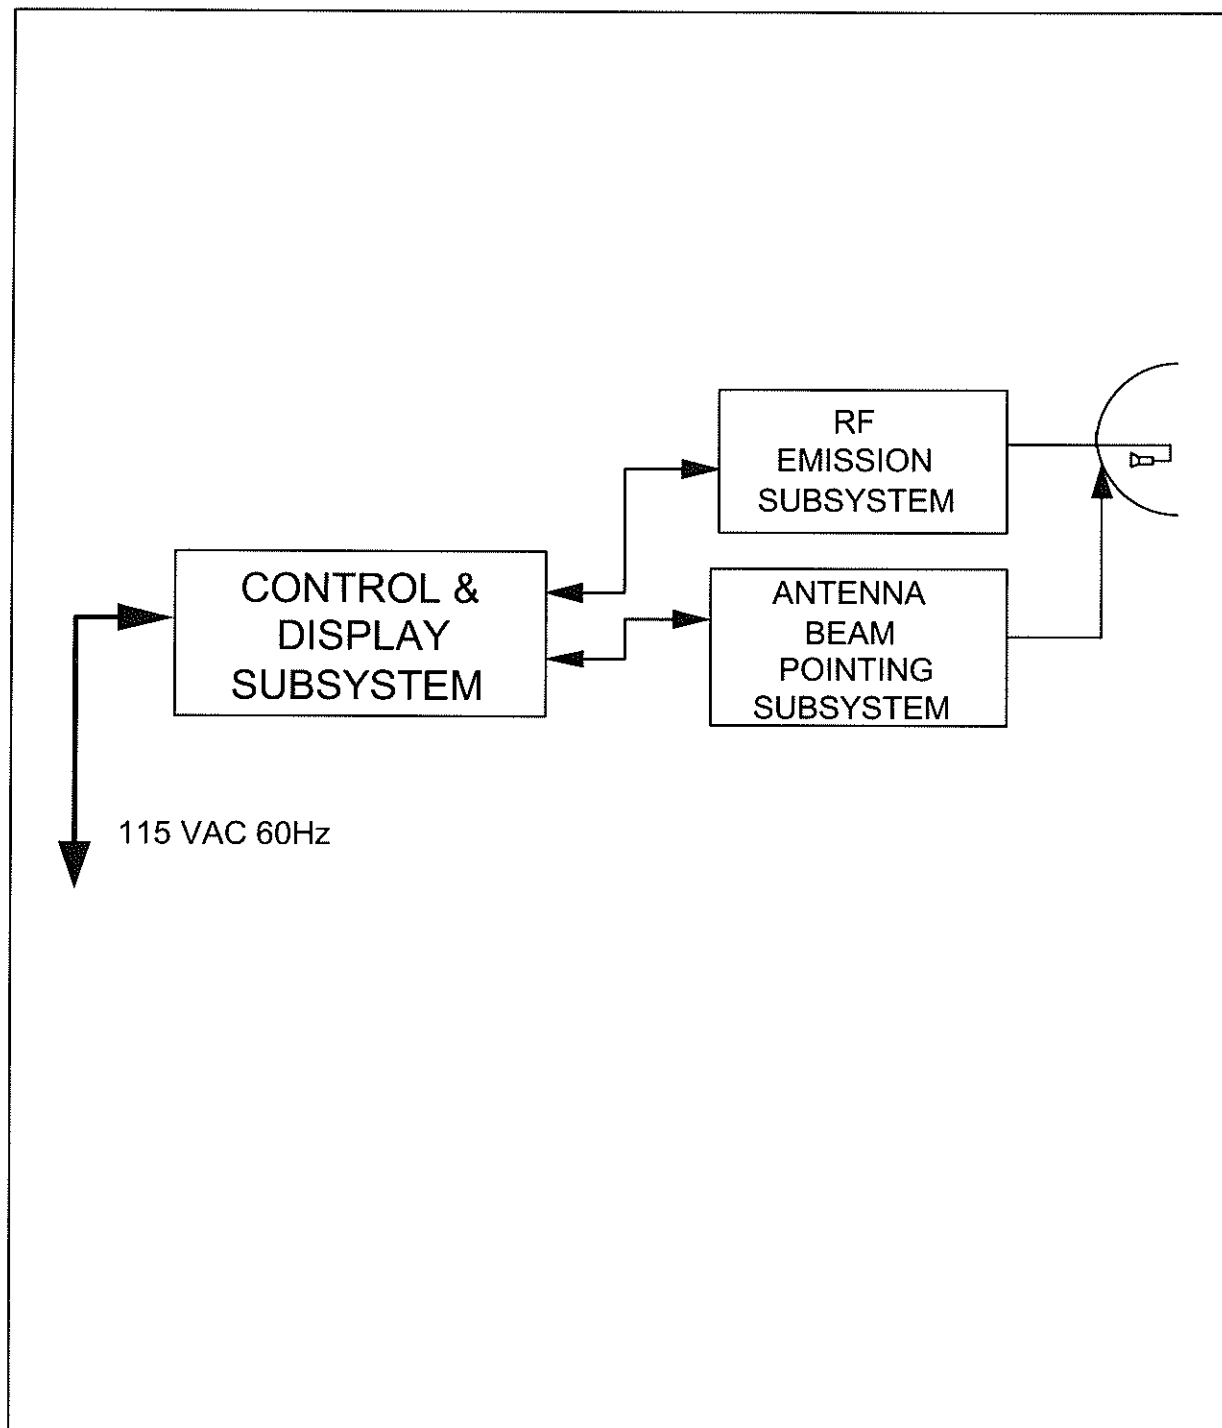 RF
EMISSION
SUBSYSTEM
CONTROL &
DISPLAY
SUBSYSTEM
ANTENNA
BEAM
POINTING
SUBSYSTEM
115 VAC 60Hz